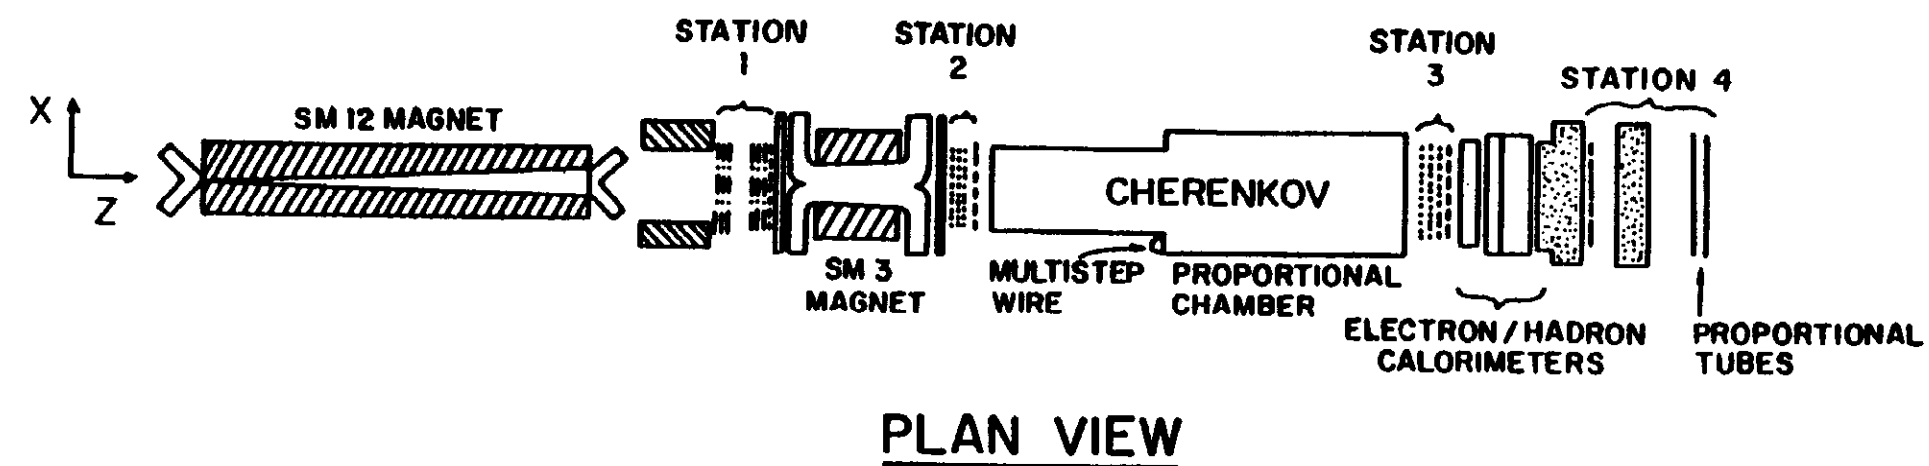 STATION
1
STATION
2
STATION
3
STATION 4
X
SM 12 MAGNET
Z
CHERENKOV
SM 3
MAGNET
MULTISTEP
WIRE
PROPORTIONAL
CHAMBER
ELECTRON/HADRON
CALORIMETERS
PROPORTIONAL
TUBES
PLAN VIEW